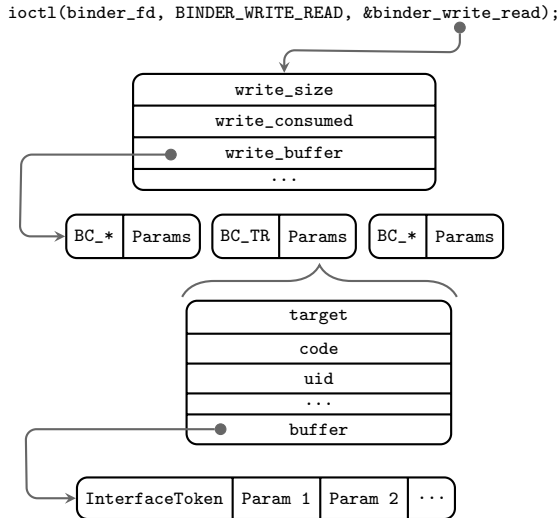 ioctl(binder_fd, BINDER_WRITE_READ, &binder_write_read);
write_size
write_consumed
write_buffer
...
BC_* Params BC_TR Params BC_* Params
target
code
uid
...
buffer
InterfaceToken Param 1 Param 2 ...